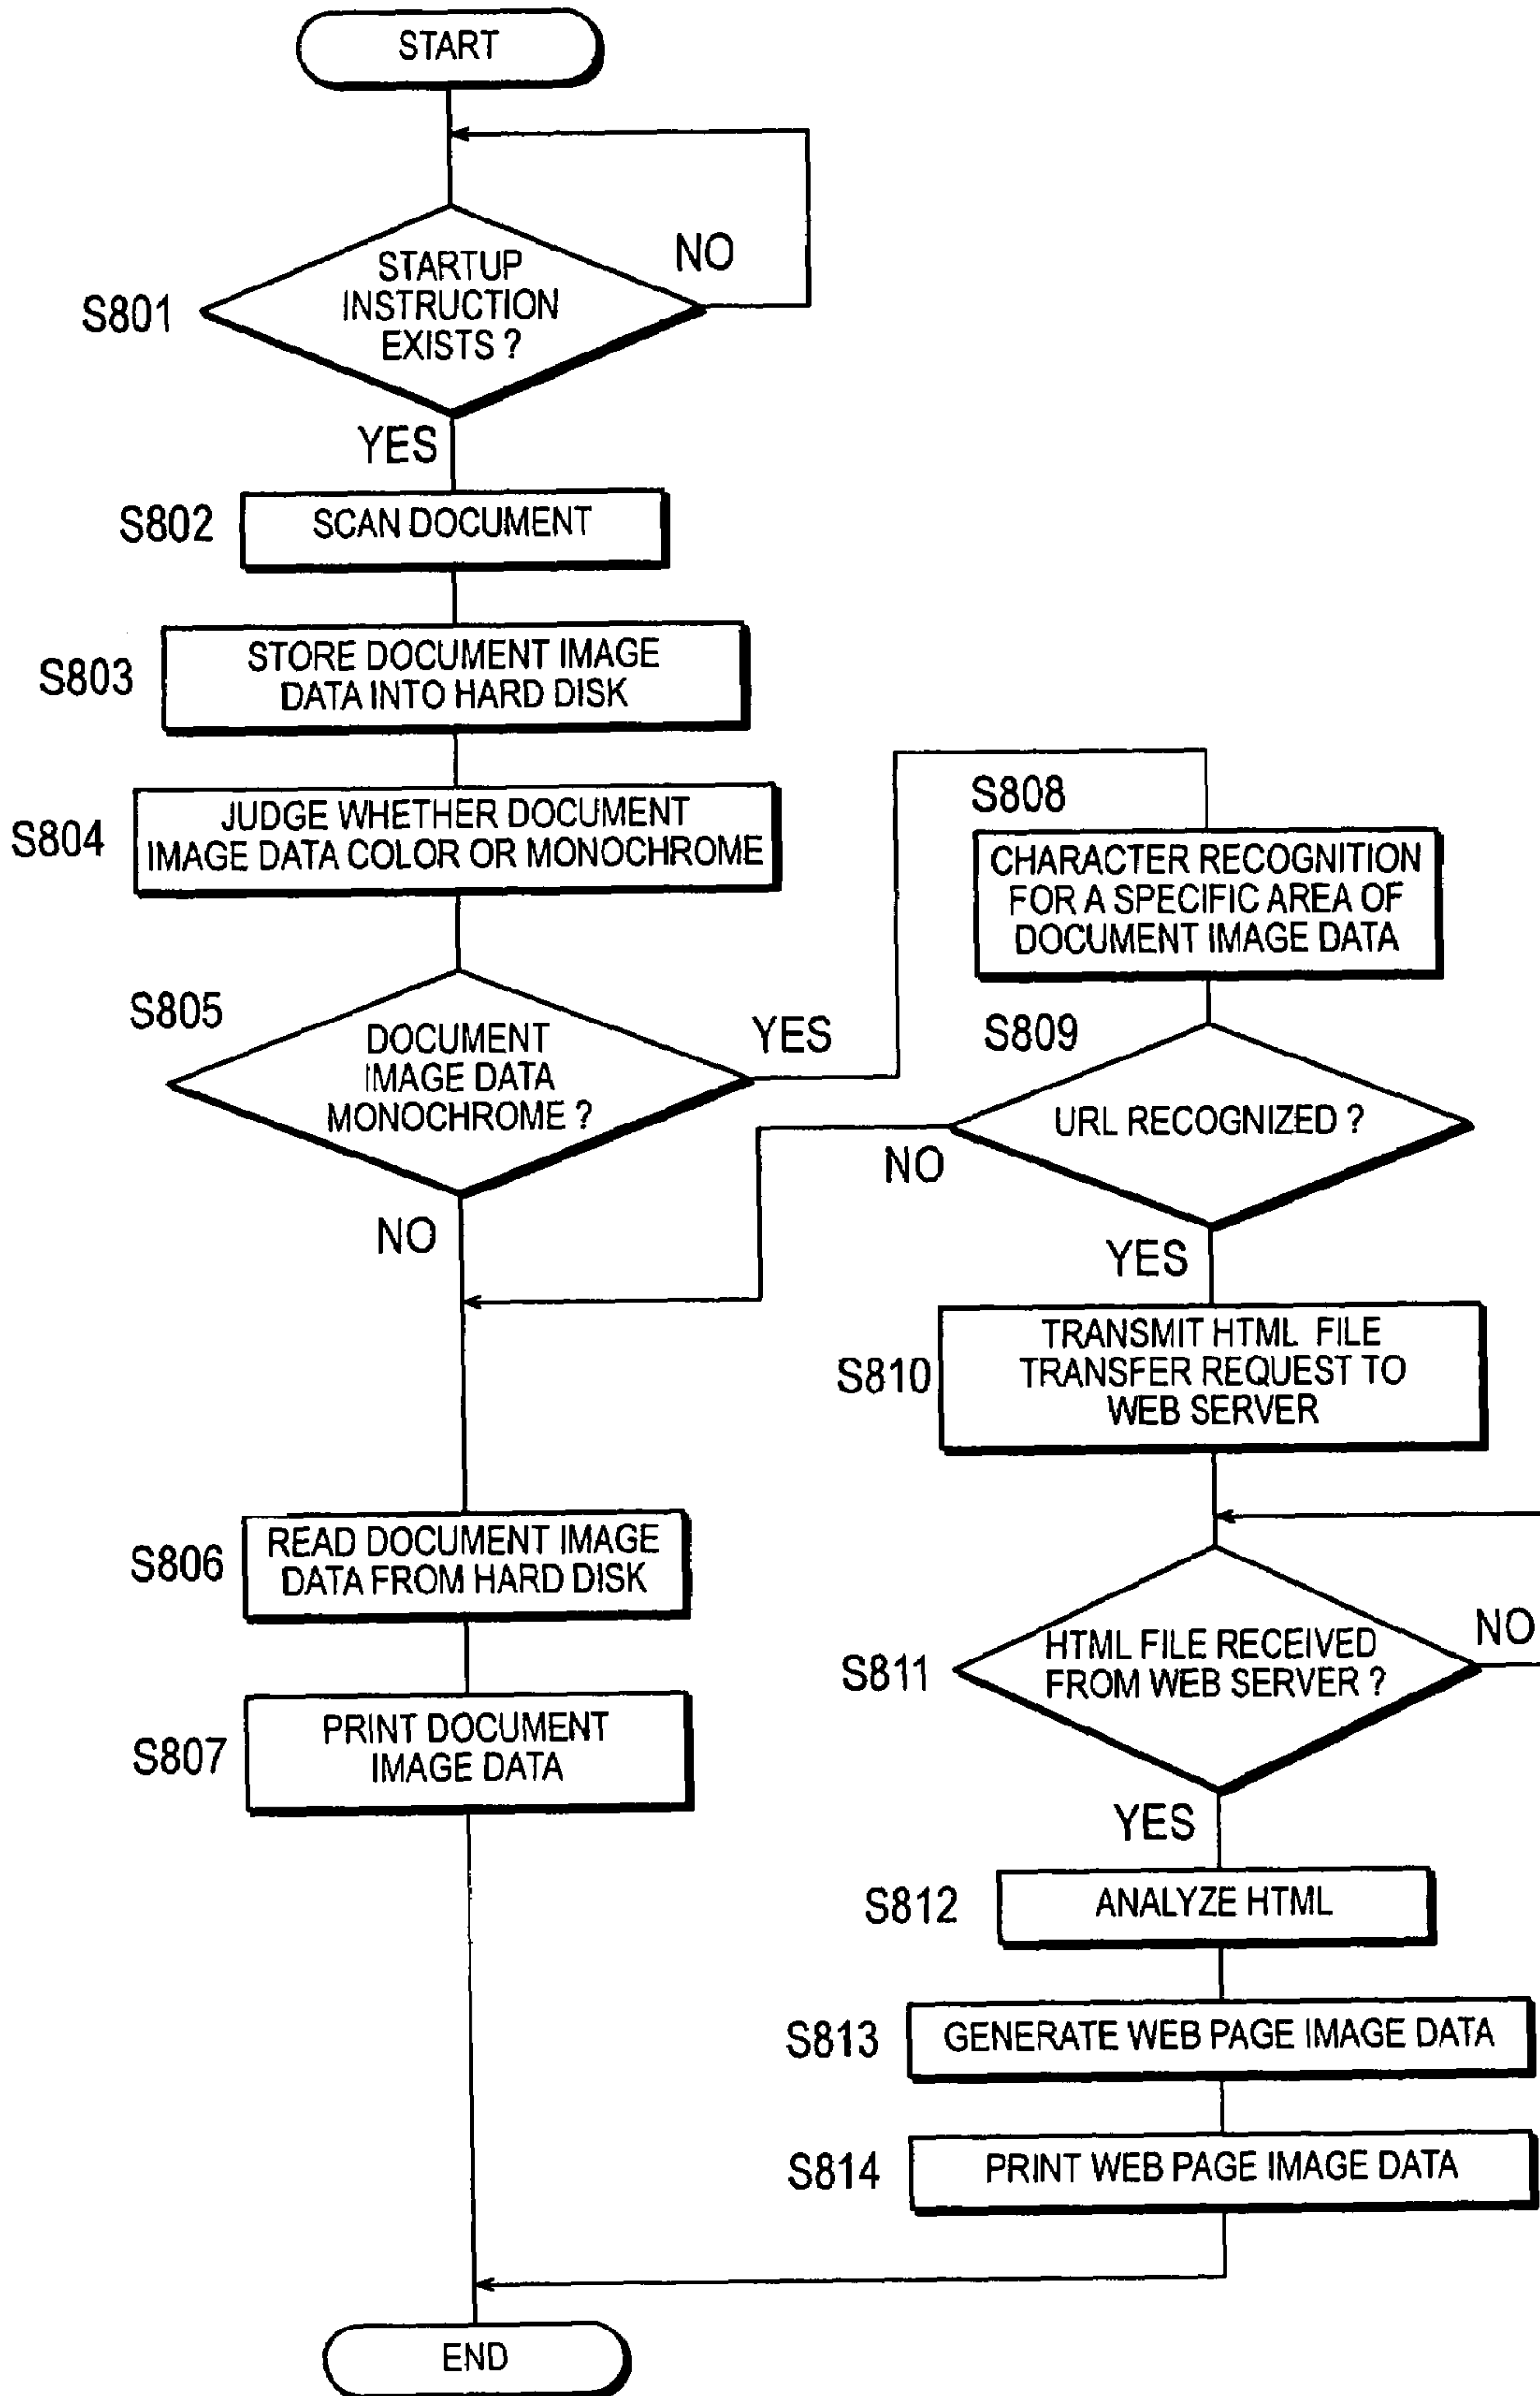 START
NO
S801
STARTUP
INSTRUCTION
EXISTS ?
YES
S802
SCAN DOCUMENT
S803
STORE DOCUMENT IMAGE
DATA INTO HARD DISK
S804
JUDGE WHETHER DOCUMENT
IMAGE DATA COLOR OR MONOCHROME
S805
DOCUMENT
IMAGE DATA
MONOCHROME ?
YES
NO
S806
READ DOCUMENT IMAGE
DATA FROM HARD DISK
S807
PRINT DOCUMENT
IMAGE DATA
S808
CHARACTER RECOGNITION
FOR A SPECIFIC AREA OF
DOCUMENT IMAGE DATA
S809
URL RECOGNIZED ?
NO
YES
S810
TRANSMIT HTML FILE
TRANSFER REQUEST TO
WEB SERVER
S811
HTML FILE RECEIVED
FROM WEB SERVER ?
NO
YES
S812
ANALYZE HTML
S813
GENERATE WEB PAGE IMAGE DATA
S814
PRINT WEB PAGE IMAGE DATA
END